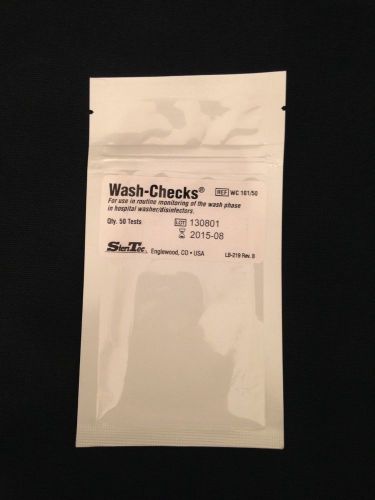 Wash-Checks® REF WC 101/50
For use in routine monitoring of the wash phase
in hospital washer/disinfectors.
Qty. 50 Tests LOT 130801
2015-08
SteriTec Englewood, CO • USA LB-219 Rev. B